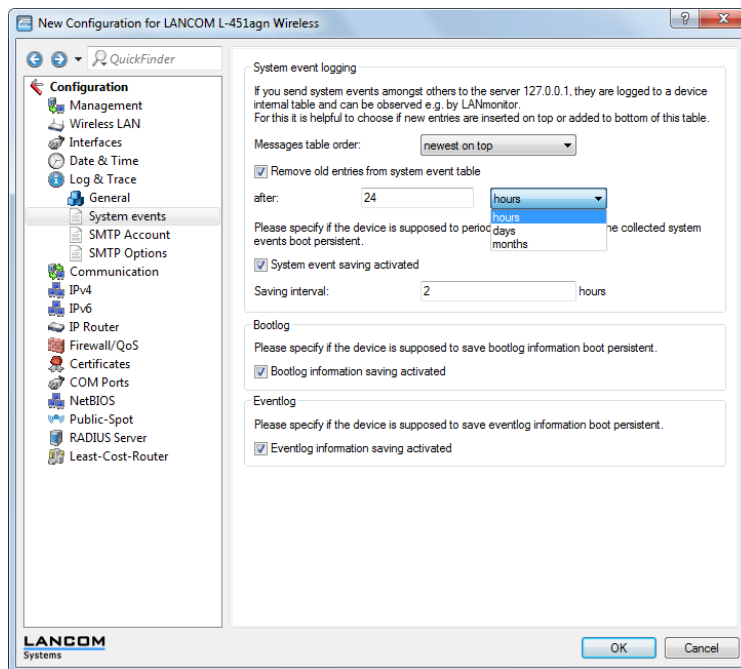 New Configuration for LANCOM L-451agn Wireless
?
QuickFinder
Configuration
Management
Wireless LAN
Interfaces
Date & Time
Log & Trace
General
System events
SMTP Account
SMTP Options
Communication
IPv4
IPv6
IP Router
Firewall/QoS
Certificates
COM Ports
NetBIOS
Public-Spot
RADIUS Server
Least-Cost-Router
System event logging
If you send system events amongst others to the server 127.0.0.1, they are logged to a device
internal table and can be observed e.g. by LANmonitor.
For this it is helpful to choose if new entries are inserted on top or added to bottom of this table.
Messages table order: newest on top
Remove old entries from system event table
after: 24 hours
hours
days
months
Please specify if the device is supposed to period the collected system
events boot persistent.
System event saving activated
Saving interval: 2 hours
Bootlog
Please specify if the device is supposed to save bootlog information boot persistent.
Bootlog information saving activated
Eventlog
Please specify if the device is supposed to save eventlog information boot persistent.
Eventlog information saving activated
LANCOM
Systems
OK Cancel